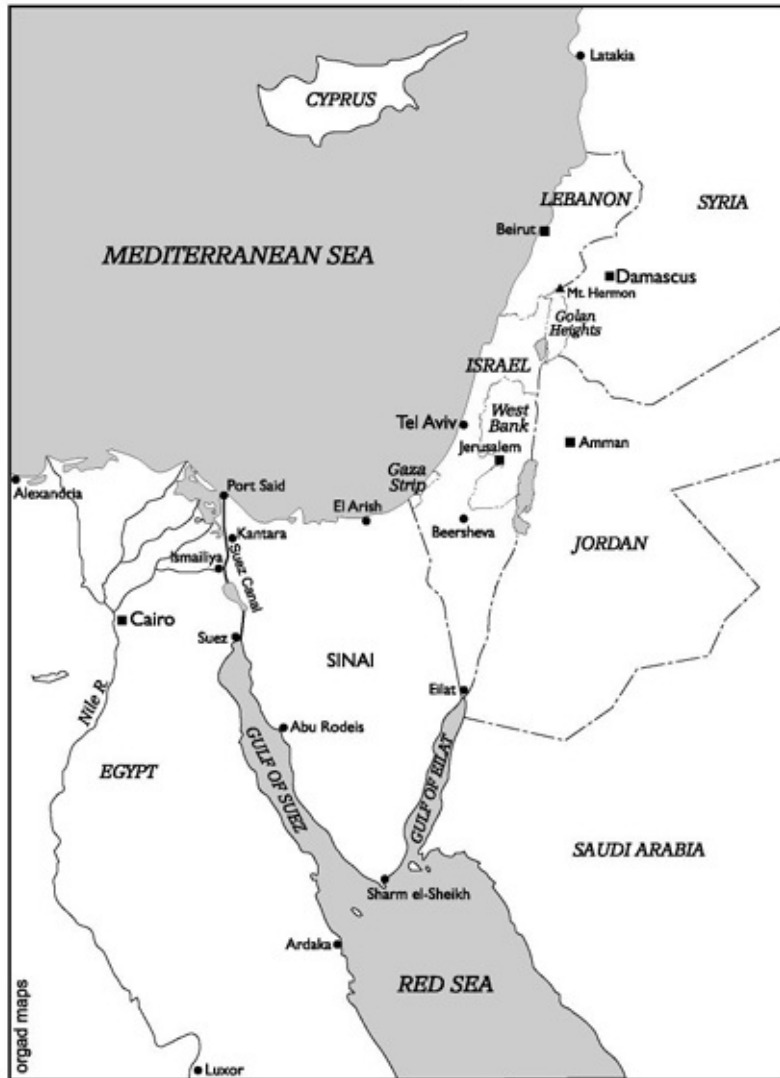 CYPRUS
Latakia
LEBANON
SYRIA
Beirut
MEDITERRANEAN SEA
Damascus
Mt. Hermon
Golan
Heights
ISRAEL
West
Bank
Tel Aviv
Jerusalem
Amman
Gaza
Strip
Alexandria
Port Said
El Arish
Beersheva
Kantara
Ismailiya
Suez Canal
JORDAN
Cairo
Suez
SINAI
Eilat
Nile R.
Abu Rodeis
EGYPT
GULF OF SUEZ
GULF OF EILAT
SAUDI ARABIA
Sharm el-Sheikh
Ardaka
RED SEA
orgad maps
Luxor